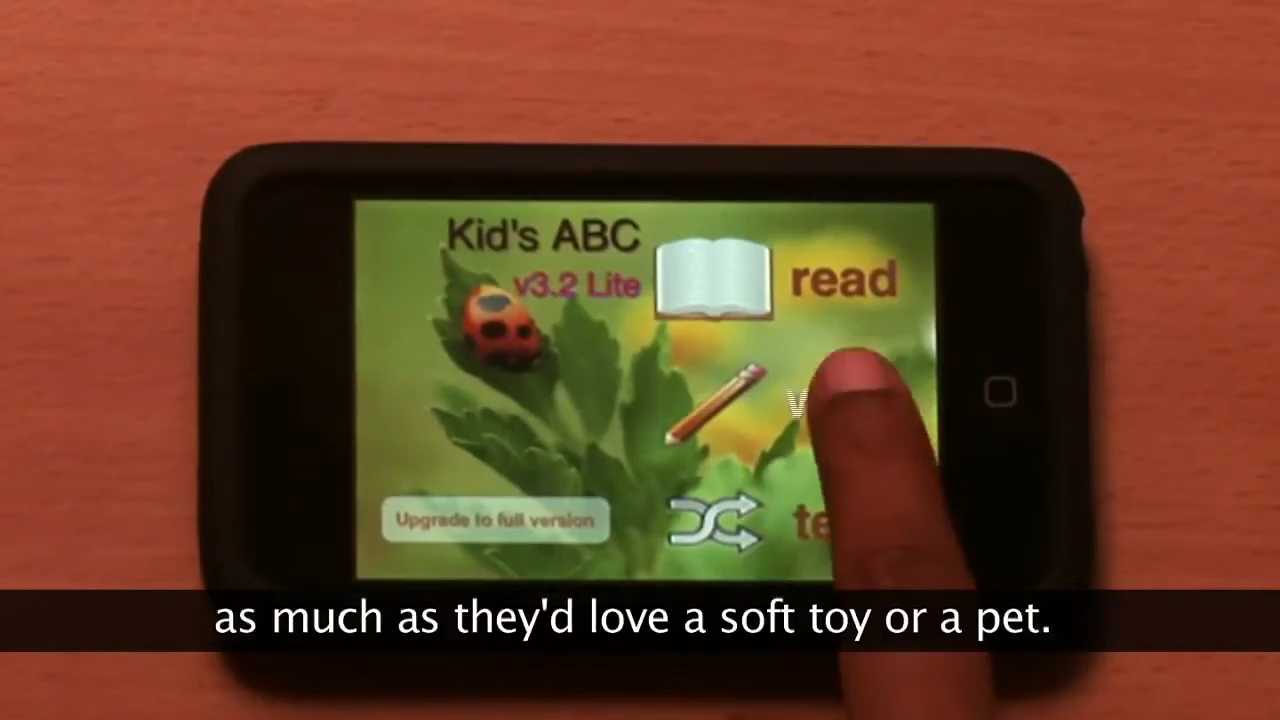 Kid's ABC
v3.2 Lite
read
Upgrade to full version
as much as they'd love a soft toy or a pet.